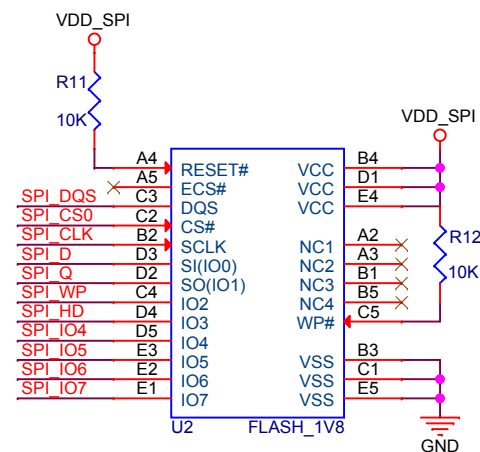 VDD_SPI
R11
10K
VDD_SPI
A4 RESET# VCC B4
A5 ECS# VCC D1
SPI_DQS C3 DQS VCC E4
SPI_CS0 C2 CS#
SPI_CLK B2 SCLK NC1 A2
SPI_D D3 SI(IO0) NC2 A3
SPI_Q D2 SO(IO1) NC3 B1
SPI_WP C4 IO2 NC4 B5
SPI_HD D4 IO3 WP# C5
R12
10K
SPI_IO4 D5 IO4
SPI_IO5 E3 IO5 VSS B3
SPI_IO6 E2 IO6 VSS C1
SPI_IO7 E1 IO7 VSS E5
U2 FLASH_1V8
GND